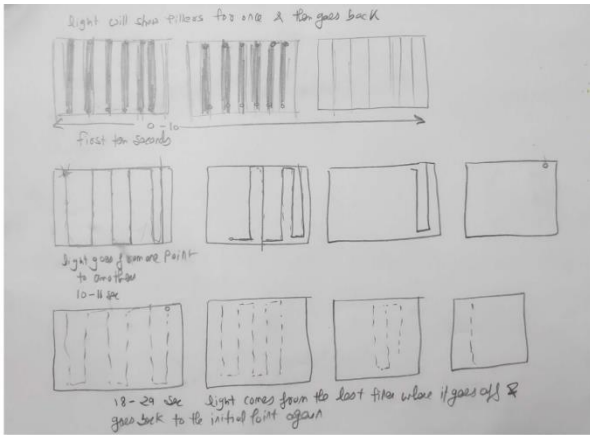 light will show pillars for once & then goes back
0-10
first ten seconds
light goes from one point
to another
10-18 sec
18-29 sec light comes from the last first where it goes off &
goes back to the initial point again